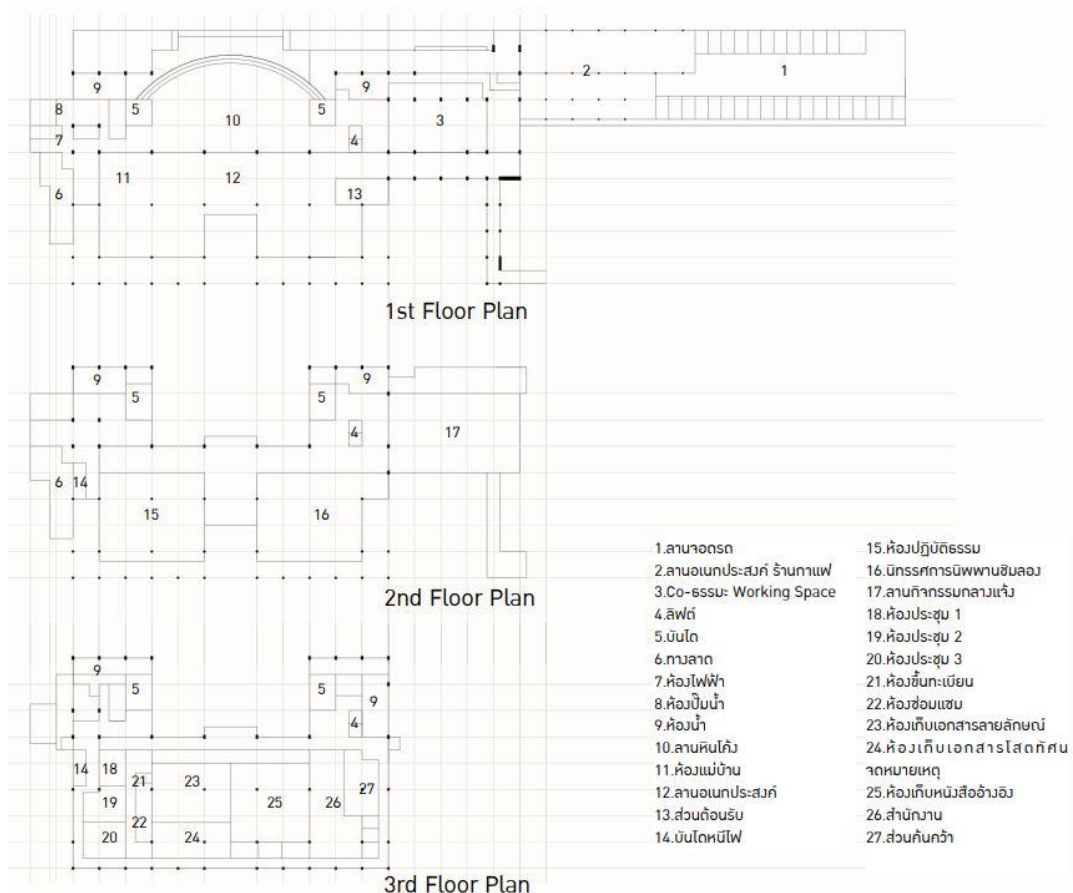 2
1
9
9
8
5
5
10
3
7
4
11
12
6
13
1st Floor Plan
9
9
5
5
4
17
6
14
15
16
2nd Floor Plan
9
5
5
9
4
14
18
21
23
27
19
25
26
22
20
24
3rd Floor Plan
1.ลานจอดรถ
2.ลานอเนกประสงค์ ร้านกาแฟ
3.Co-ธรรมะ Working Space
4.ลิฟต์
5.บันได
6.ทางลาด
7.ห้องไฟฟ้า
8.ห้องปั๊มน้ำ
9.ห้องน้ำ
10.ลานหินโค้ง
11.ห้องแม่บ้าน
12.ลานอเนกประสงค์
13.ส่วนต้อนรับ
14.บันไดหนีไฟ
15.ห้องปฏิบัติธรรม
16.นิทรรศการนิพพานชิมลอง
17.ลานกิจกรรมกลางแจ้ง
18.ห้องประชุม 1
19.ห้องประชุม 2
20.ห้องประชุม 3
21.ห้องขึ้นทะเบียน
22.ห้องซ่อมแซม
23.ห้องเก็บเอกสารลายลักษณ์
24.ห้องเก็บเอกสารโสตทัศน
จดหมายเหตุ
25.ห้องเก็บหนังสืออ้างอิง
26.สำนักงาน
27.ส่วนค้นคว้า